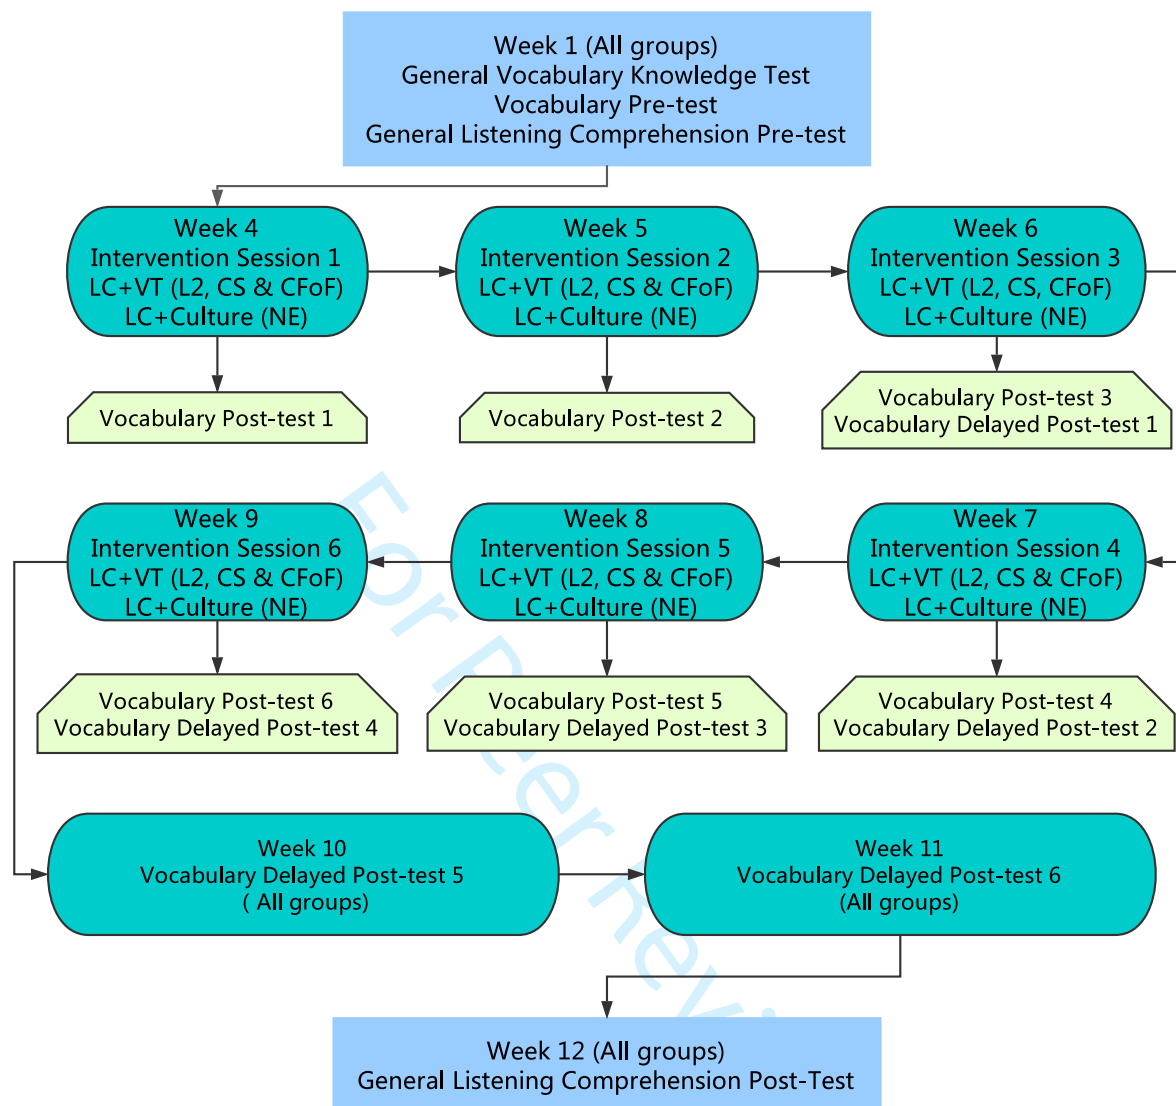 Week 1 (All groups)
General Vocabulary Knowledge Test
Vocabulary Pre-test
General Listening Comprehension Pre-test
Week 4
Intervention Session 1
LC+VT (L2, CS & CFoF)
LC+Culture (NE)
Week 5
Intervention Session 2
LC+VT (L2, CS & CFoF)
LC+Culture (NE)
Week 6
Intervention Session 3
LC+VT (L2, CS, CFoF)
LC+Culture (NE)
Vocabulary Post-test 1
Vocabulary Post-test 2
Vocabulary Post-test 3
Vocabulary Delayed Post-test 1
Week 9
Intervention Session 6
LC+VT (L2, CS & CFoF)
LC+Culture (NE)
Week 8
Intervention Session 5
LC+VT (L2, CS & CFoF)
LC+Culture (NE)
Week 7
Intervention Session 4
LC+VT (L2, CS & CFoF)
LC+Culture (NE)
Vocabulary Post-test 6
Vocabulary Delayed Post-test 4
Vocabulary Post-test 5
Vocabulary Delayed Post-test 3
Vocabulary Post-test 4
Vocabulary Delayed Post-test 2
Week 10
Vocabulary Delayed Post-test 5
( All groups)
Week 11
Vocabulary Delayed Post-test 6
(All groups)
Week 12 (All groups)
General Listening Comprehension Post-Test
For Peer Revi